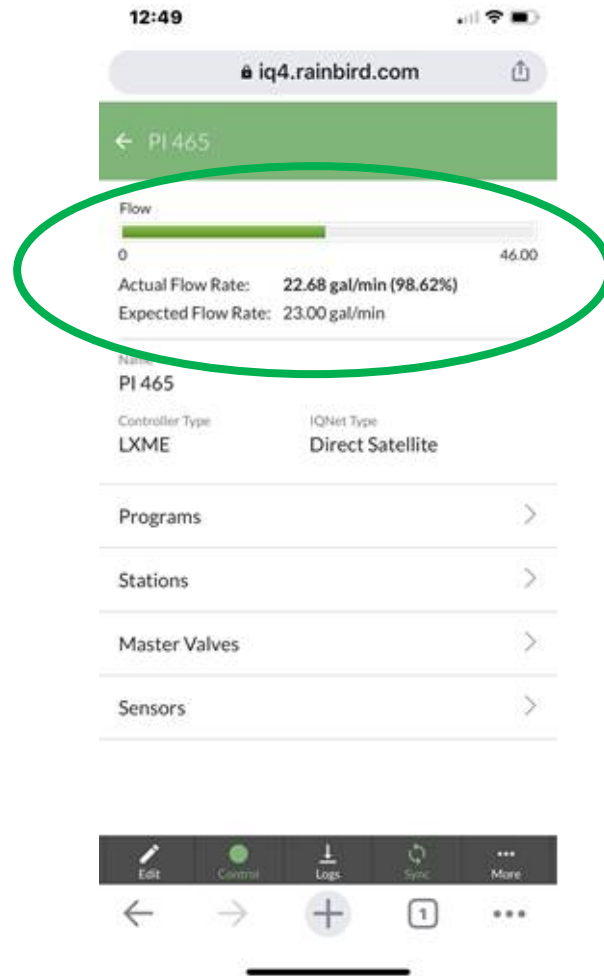 12:49
iq4.rainbird.com
PI 465
Flow
0 46.00
Actual Flow Rate: 22.68 gal/min (98.62%)
Expected Flow Rate: 23.00 gal/min
Name
PI 465
Controller Type IQNet Type
LXME Direct Satellite
Programs
Stations
Master Valves
Sensors
Edit Control Logs Sync More
1